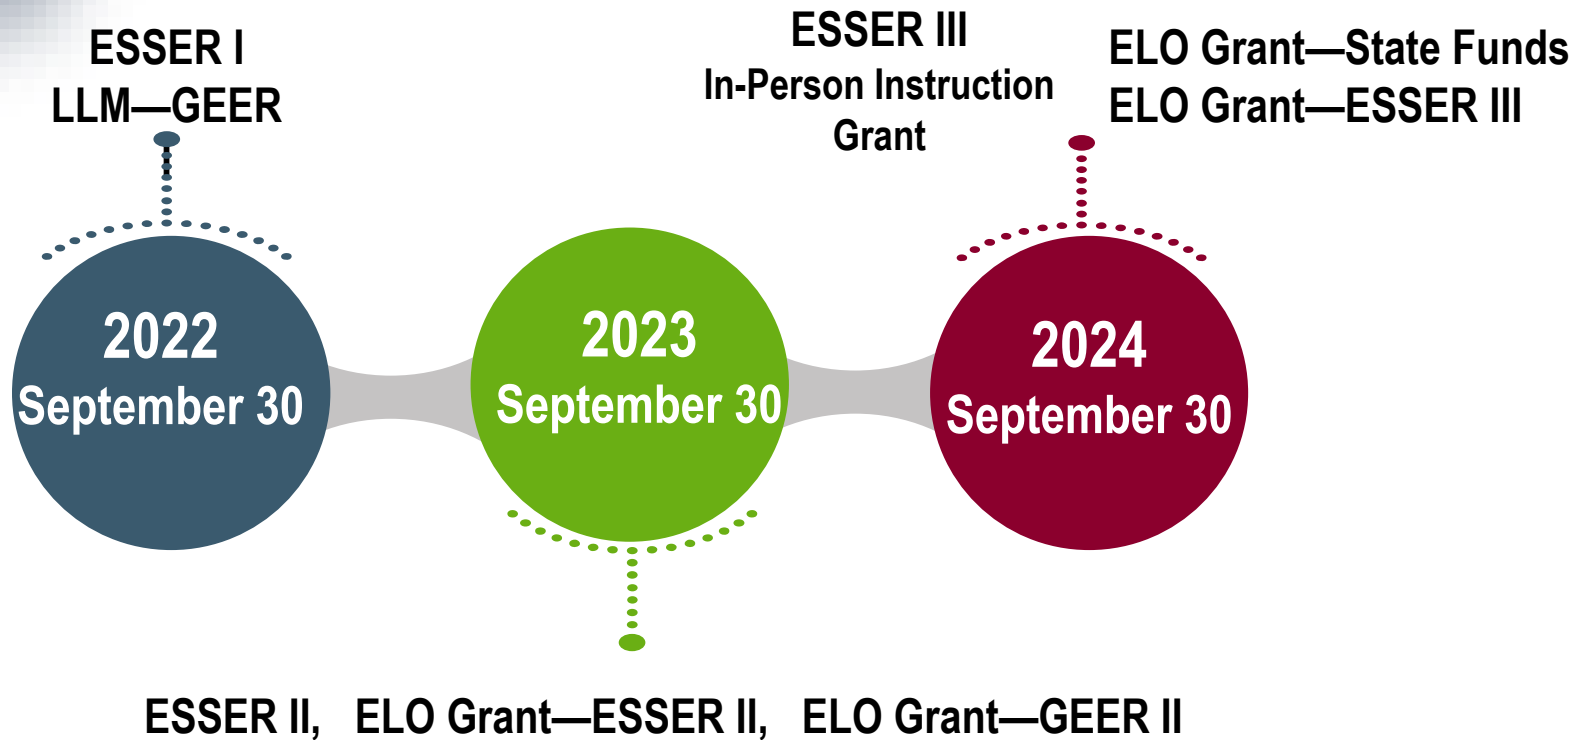 ESSER I
LLM—GEER
ESSER III
In-Person Instruction
Grant
ELO Grant—State Funds
ELO Grant—ESSER III
2022
September 30
2023
September 30
2024
September 30
ESSER II, ELO Grant—ESSER II, ELO Grant—GEER II